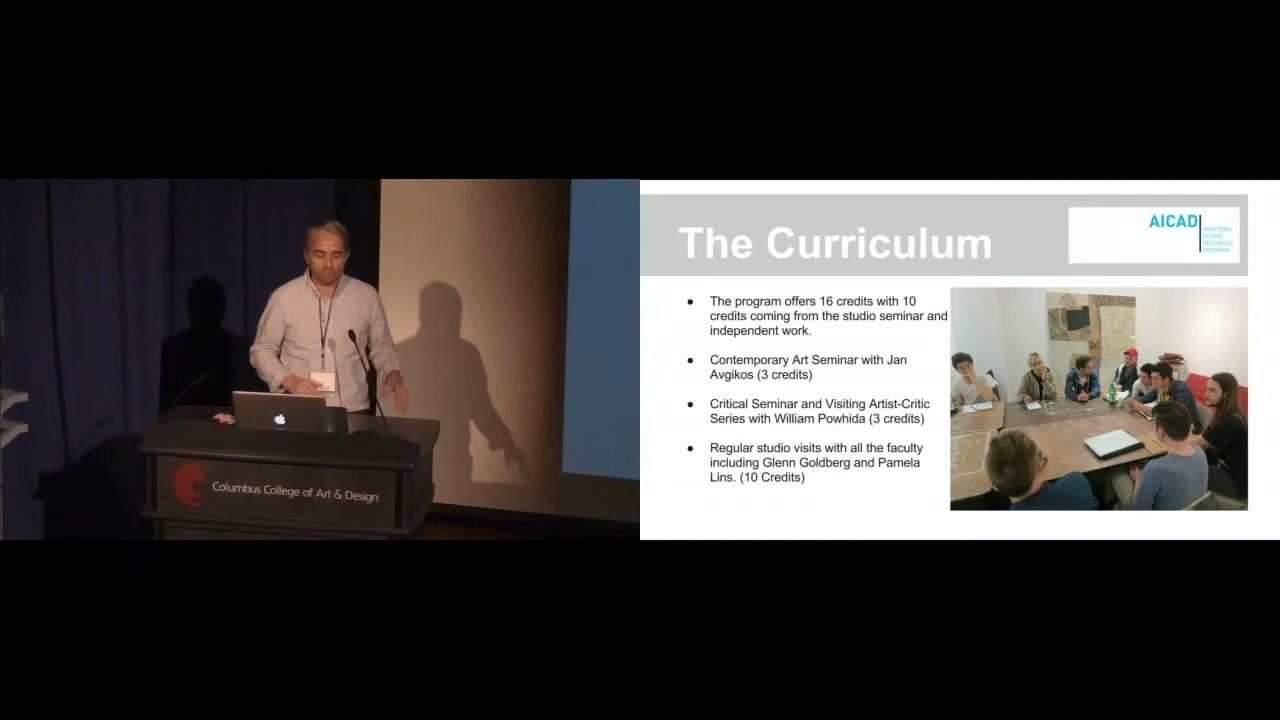 The Curriculum
AICAD
NEW YORK
STUDIO
RESIDENCY
PROGRAM
● The program offers 16 credits with 10
credits coming from the studio seminar and
independent work.
● Contemporary Art Seminar with Jan
Avgikos (3 credits)
● Critical Seminar and Visiting Artist-Critic
Series with William Powhida (3 credits)
● Regular studio visits with all the faculty
including Glenn Goldberg and Pamela
Lins. (10 Credits)
Columbus College of Art & Design